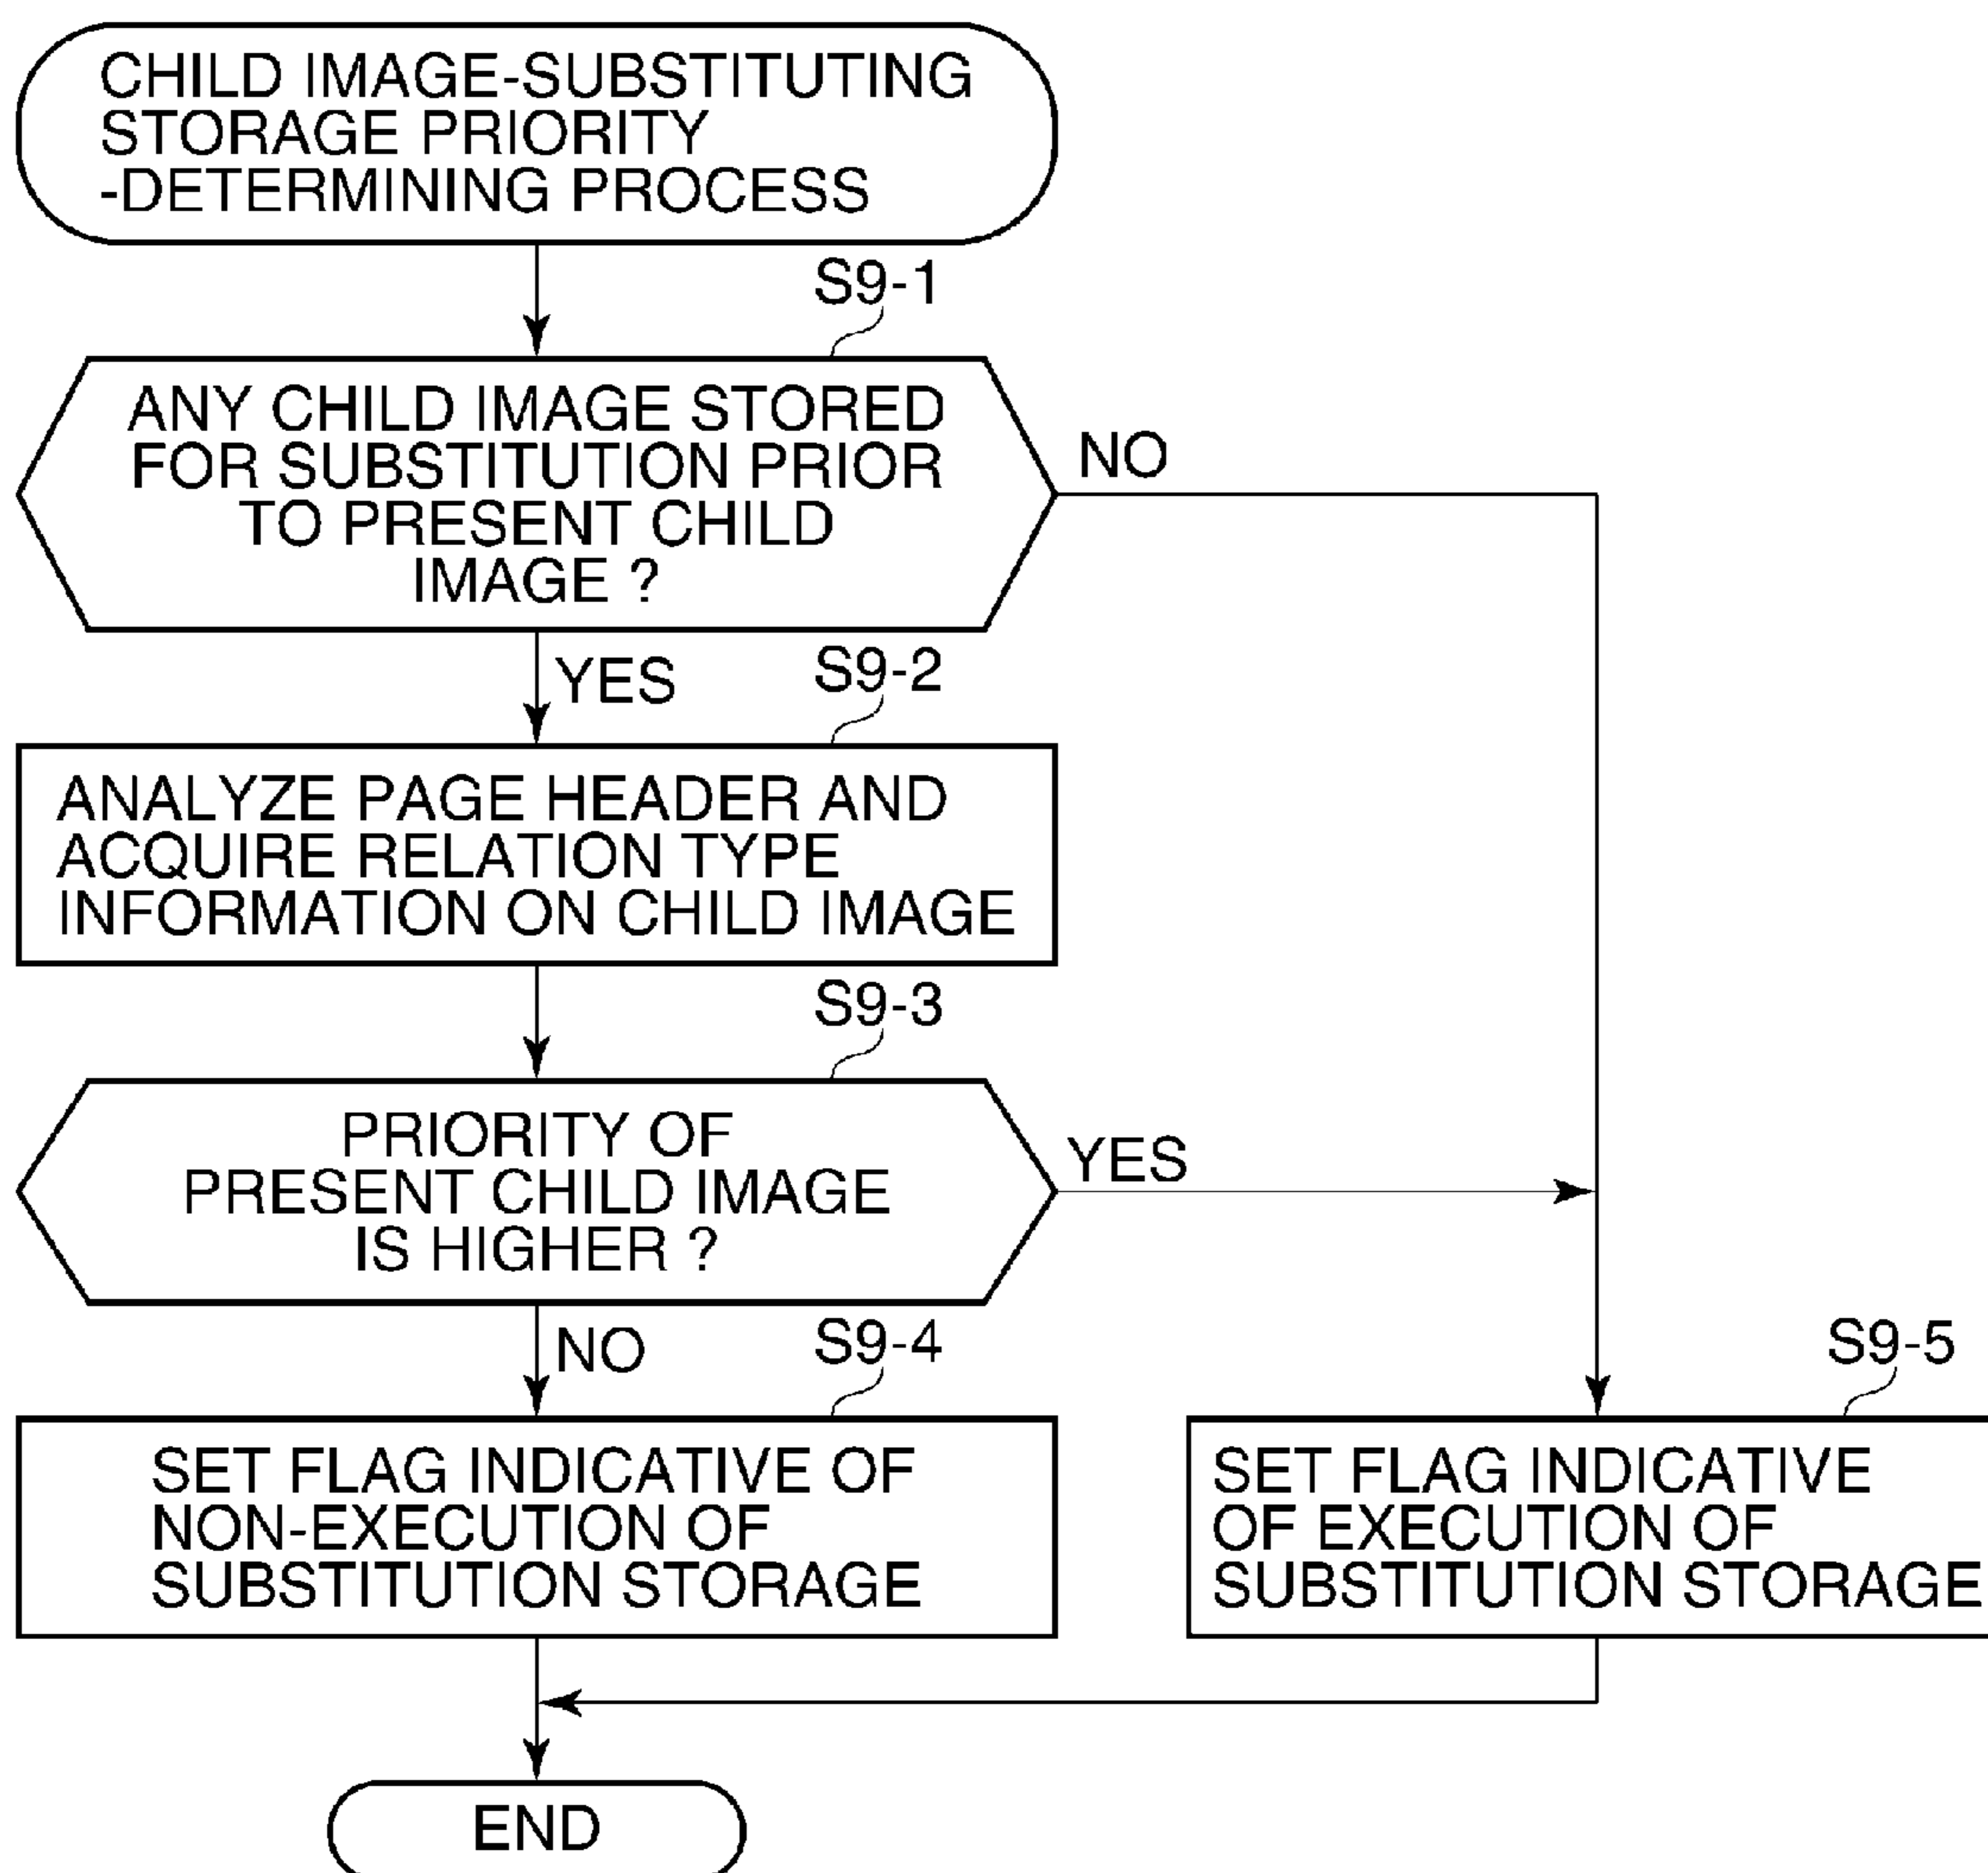 CHILD IMAGE-SUBSTITUTING
STORAGE PRIORITY
-DETERMINING PROCESS
S9-1
ANY CHILD IMAGE STORED
FOR SUBSTITUTION PRIOR
TO PRESENT CHILD
IMAGE ?
NO
YES
S9-2
ANALYZE PAGE HEADER AND
ACQUIRE RELATION TYPE
INFORMATION ON CHILD IMAGE
S9-3
PRIORITY OF
PRESENT CHILD IMAGE
IS HIGHER ?
YES
NO
S9-4
SET FLAG INDICATIVE OF
NON-EXECUTION OF
SUBSTITUTION STORAGE
S9-5
SET FLAG INDICATIVE
OF EXECUTION OF
SUBSTITUTION STORAGE
END